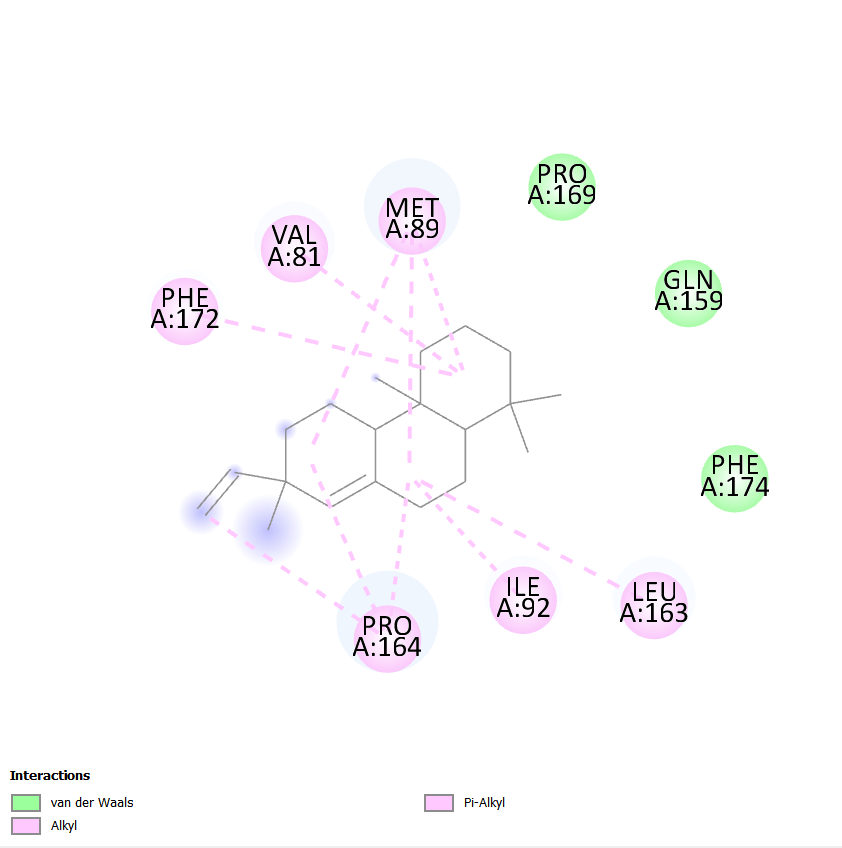 PRO
A:169
MET
A:89
VAL
A:81
GLN
A:159
PHE
A:172
PHE
A:174
ILE
A:92
LEU
A:163
PRO
A:164
Interactions
van der Waals
Alkyl
Pi-Alkyl